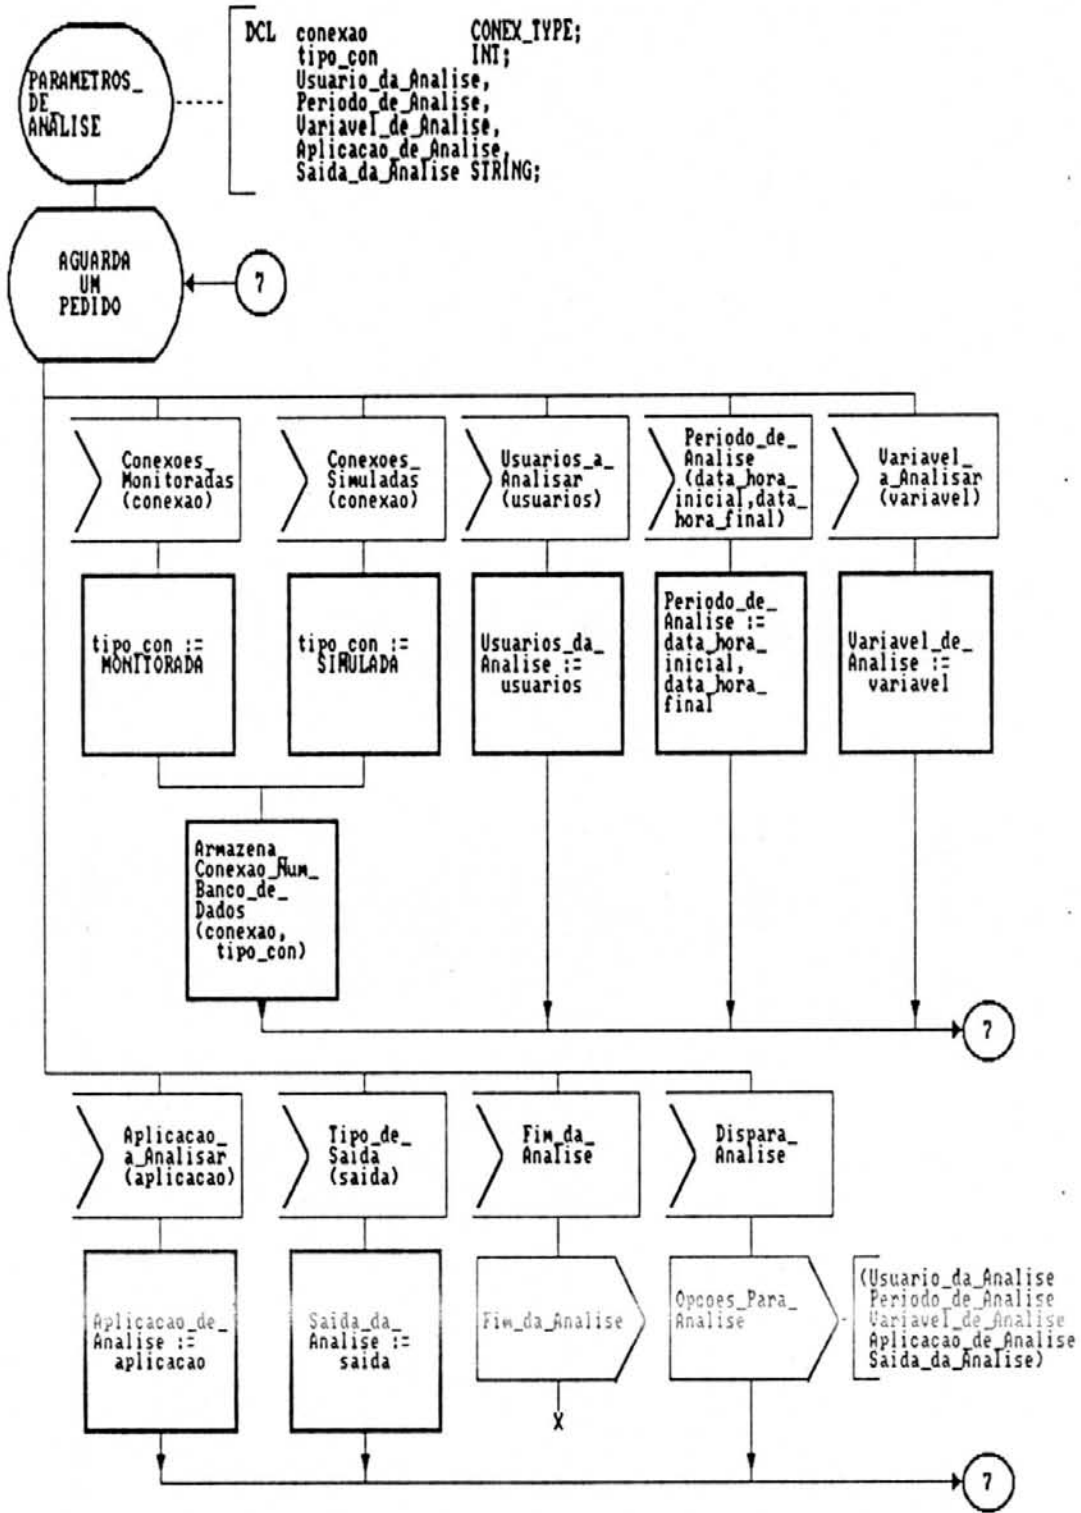 PARAMETROS_
DE_
ANALISE
DCL conexao CONEX_TYPE;
tipo_con INT;
Usuario_da_Analise,
Periodo_de_Analise,
Variavel_de_Analise,
Aplicacao_de_Analise,
Saida_da_Analise STRING;
AGUARDA
UM
PEDIDO
7
Conexoes_
Monitoradas
(conexao)
Conexoes_
Simuladas
(conexao)
Usuarios_a_
Analisar
(usuarios)
Periodo_de_
Analise
(data_hora_
inicial,data_
hora_final)
Variavel_
a_Analisar
(variavel)
tipo_con :=
MONITORADA
tipo_con :=
SIMULADA
Usuarios_da_
Analise :=
usuarios
Periodo_de_
Analise :=
data_hora_
inicial,
data_hora_
final
Variavel_de_
Analise :=
variavel
Armazena_
Conexao_Num_
Banco_de_
Dados
(conexao,
tipo_con)
7
Aplicacao_
a_Analisar
(aplicacao)
Tipo_de_
Saida
(saida)
Fim_da_
Analise
Dispara_
Analise
Aplicacao_de_
Analise :=
aplicacao
Saida_da_
Analise :=
saida
Fim_da_Analise
X
Opcoes_Para_
Analise
(Usuario_da_Analise
Periodo_de_Analise
Variavel_de_Analise
Aplicacao_de_Analise
Saida_da_Analise)
7